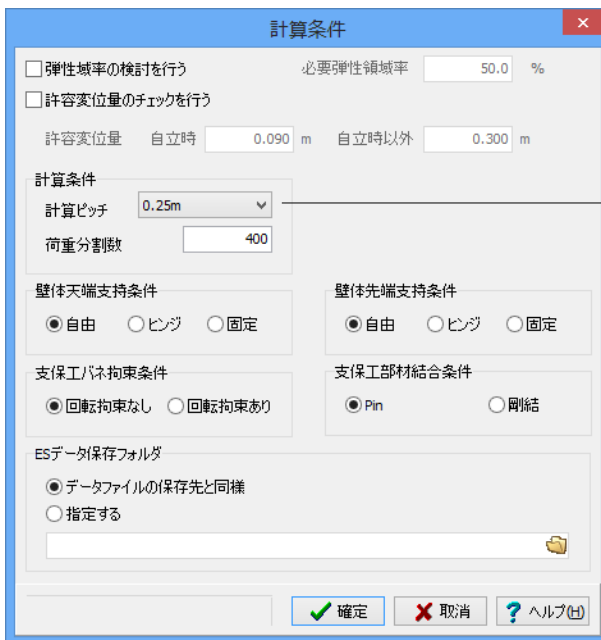 計算条件
弾性域率の検討を行う 必要弾性領域率 50.0 %
許容変位量のチェックを行う
許容変位量 自立時 0.090 m 自立時以外 0.300 m
計算条件
計算ピッチ 0.25m
荷重分割数 400
壁体天端支持条件 壁体先端支持条件
自由 ヒンジ 固定 自由 ヒンジ 固定
支保工バネ拘束条件 支保工部材結合条件
回転拘束なし 回転拘束あり Pin 剛結
ESデータ保存フォルダ
データファイルの保存先と同様
指定する
確定 取消 ヘルプ(H)